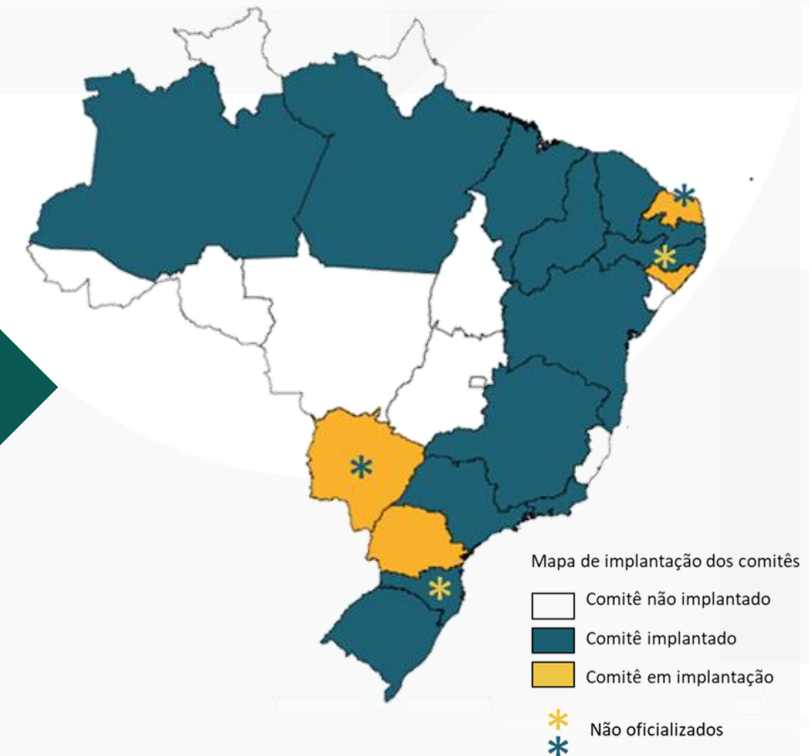 Mapa de implantação dos comitês
Comitê não implantado
Comitê implantado
Comitê em implantação
Não oficializados